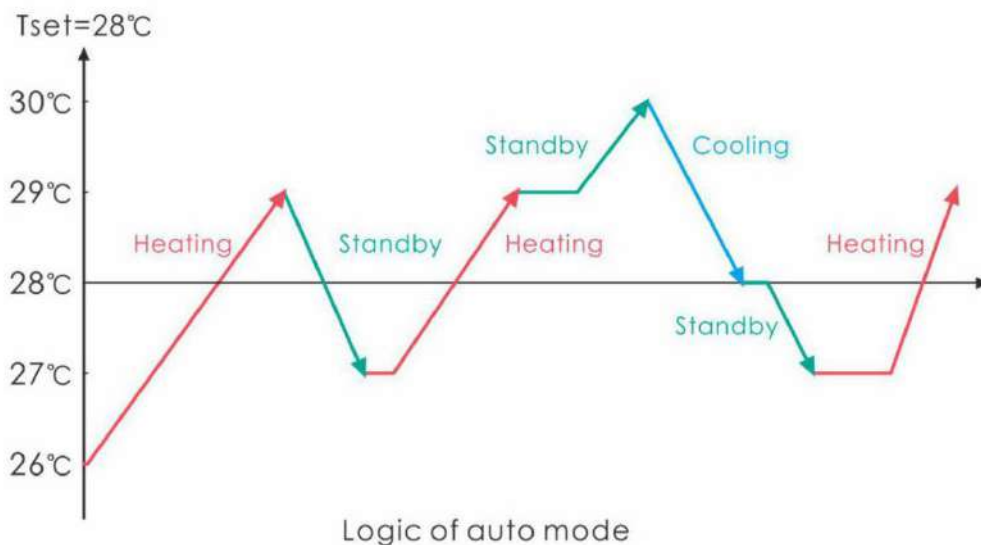 Tset=28℃
30℃
Standby
Cooling
29℃
Heating
Standby
Heating
Heating
28℃
Standby
27℃
26℃
Logic of auto mode